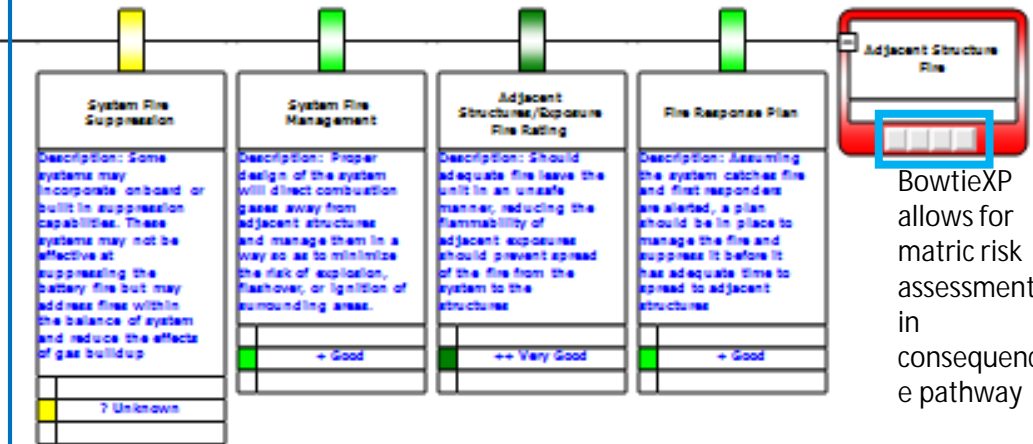 System Fire
Suppression
Description: Some
systems may
incorporate onboard or
built in suppression
capabilities. These
systems may not be
effective at
suppressing the
battery fire but may
address fires within
the balance of system
and reduce the effects
of gas buildup
? Unknown
System Fire
Management
Description: Proper
design of the system
will direct combustion
gases away from
adjacent structures
and manage them in a
way so as to minimize
the risk of explosion,
flashover, or ignition of
surrounding areas.
+ Good
Adjacent
Structures/Exposure
Fire Rating
Description: Should
adequate fire leave the
unit in an unsafe
manner, reducing the
flammability of
adjacent exposures
should prevent spread
of the fire from the
system to the
structures
++ Very Good
Fire Response Plan
Description: Assuming
the system catches fire
and first responders
are alerted, a plan
should be in place to
manage the fire and
suppress it before it
has adequate time to
spread to adjacent
structures
+ Good
Adjacent Structure
Fire
BowtieXP
allows for
matric risk
assessment
in
consequenc
e pathway